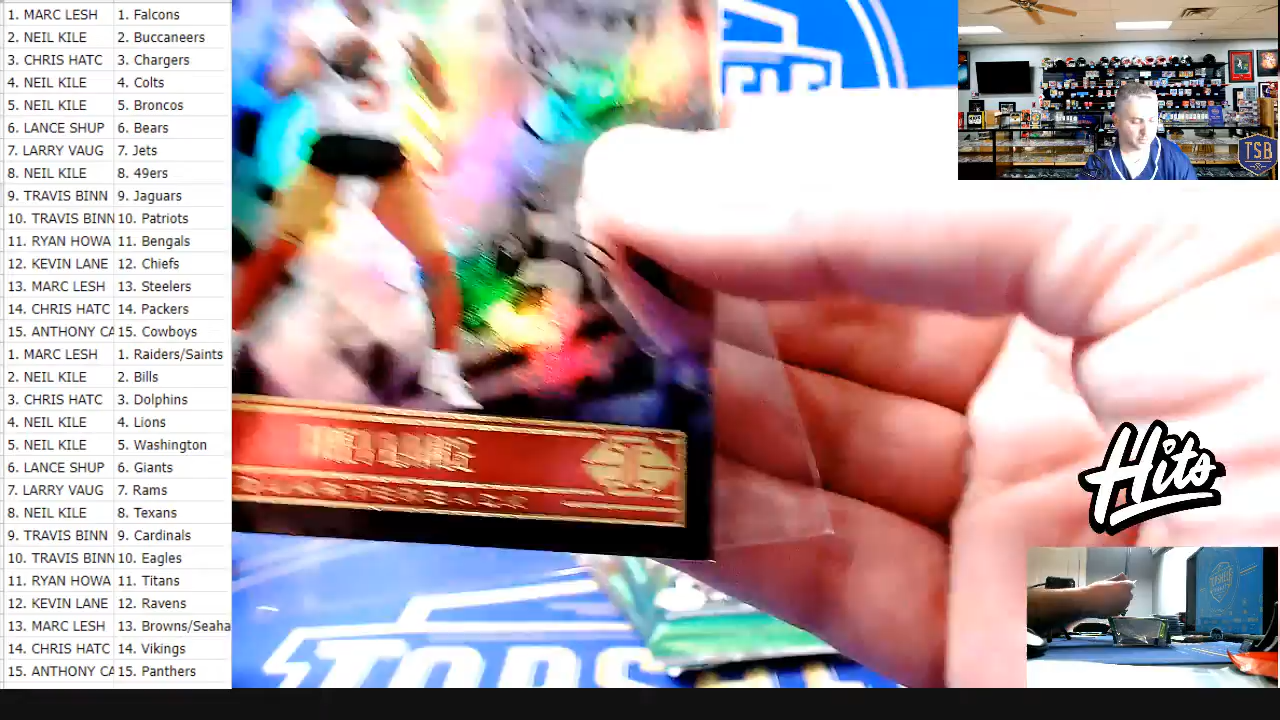 1. MARC LESH 1. Falcons
2. NEIL KILE 2. Buccaneers
3. CHRIS HATC 3. Chargers
4. NEIL KILE 4. Colts
5. NEIL KILE 5. Broncos
6. LANCE SHUP 6. Bears
7. LARRY VAUG 7. Jets
8. NEIL KILE 8. 49ers
9. TRAVIS BINN 9. Jaguars
10. TRAVIS BINN 10. Patriots
11. RYAN HOWA 11. Bengals
12. KEVIN LANE 12. Chiefs
13. MARC LESH 13. Steelers
14. CHRIS HATC 14. Packers
15. ANTHONY CA 15. Cowboys
1. MARC LESH 1. Raiders/Saints
2. NEIL KILE 2. Bills
3. CHRIS HATC 3. Dolphins
4. NEIL KILE 4. Lions
5. NEIL KILE 5. Washington
6. LANCE SHUP 6. Giants
7. LARRY VAUG 7. Rams
8. NEIL KILE 8. Texans
9. TRAVIS BINN 9. Cardinals
10. TRAVIS BINN 10. Eagles
11. RYAN HOWA 11. Titans
12. KEVIN LANE 12. Ravens
13. MARC LESH 13. Browns/Seaha
14. CHRIS HATC 14. Vikings
15. ANTHONY CA 15. Panthers
TSB
Hits
TOPS